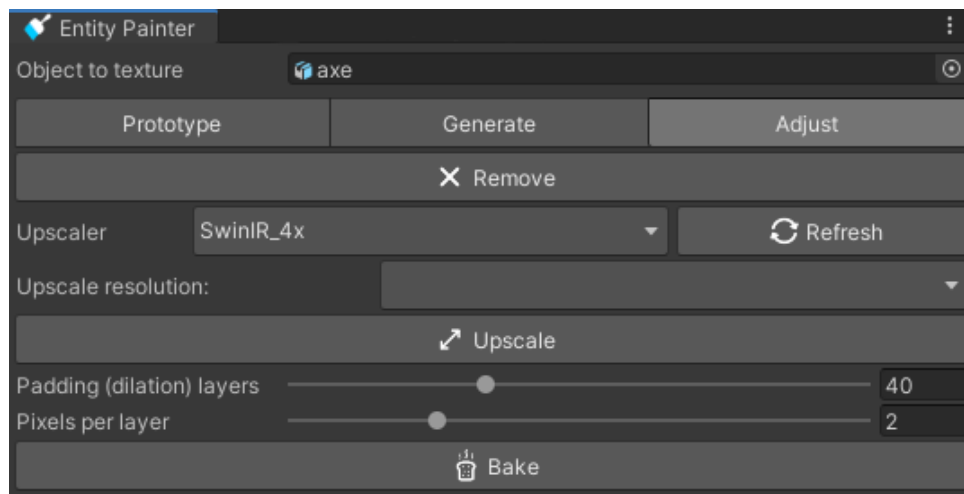 Entity Painter
Object to texture axe
Prototype Generate Adjust
Remove
Upscaler SwinIR_4x Refresh
Upscale resolution:
Upscale
Padding (dilation) layers 40
Pixels per layer 2
Bake